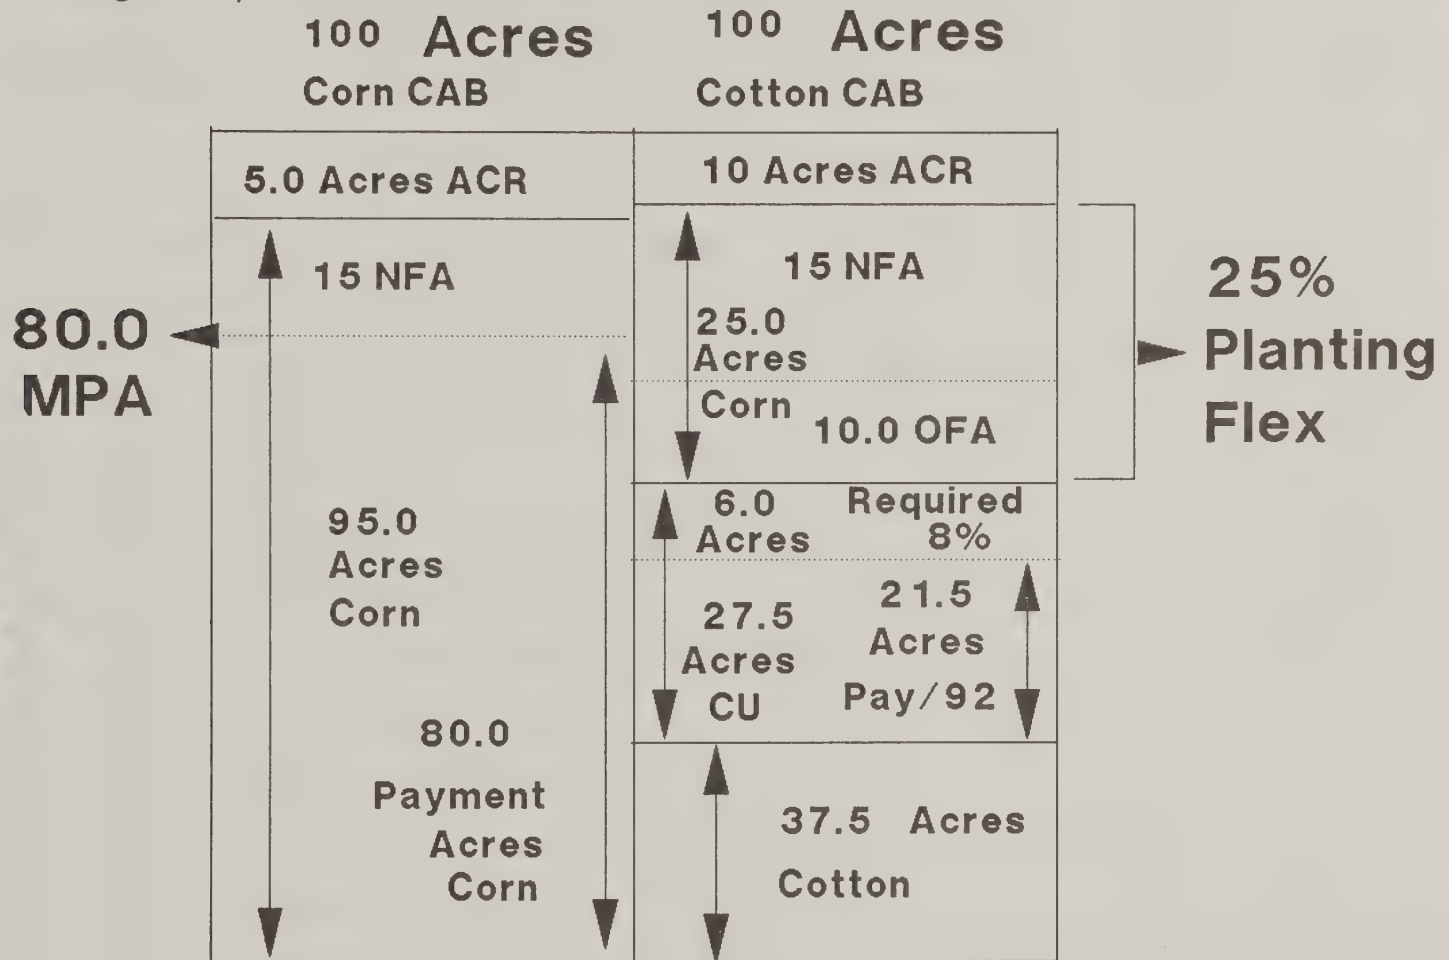 100 Acres
Corn CAB
100 Acres
Cotton CAB
5.0 Acres ACR
10 Acres ACR
15 NFA
15 NFA
80.0
MPA
25.0
Acres
Corn
10.0 OFA
25%
Planting
Flex
95.0
Acres
Corn
6.0
Acres
Required
8%
27.5
Acres
CU
21.5
Acres
Pay/92
80.0
Payment
Acres
Corn
37.5 Acres
Cotton